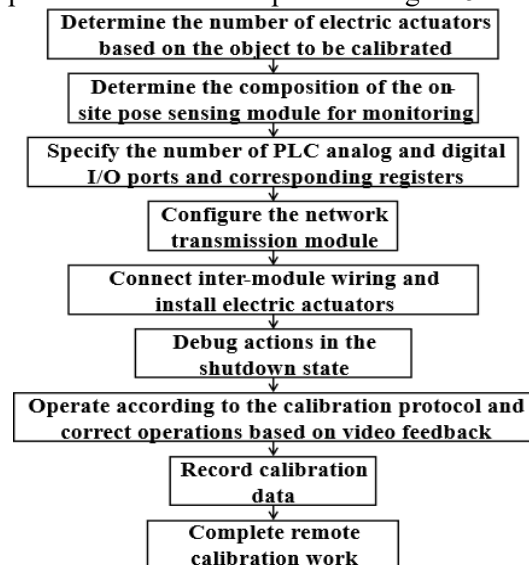 Determine the number of electric actuators
based on the object to be calibrated
Determine the composition of the on-
site pose sensing module for monitoring
Specify the number of PLC analog and digital
I/O ports and corresponding registers
Configure the network
transmission module
Connect inter-module wiring and
install electric actuators
Debug actions in the
shutdown state
Operate according to the calibration protocol and
correct operations based on video feedback
Record calibration
data
Complete remote
calibration work